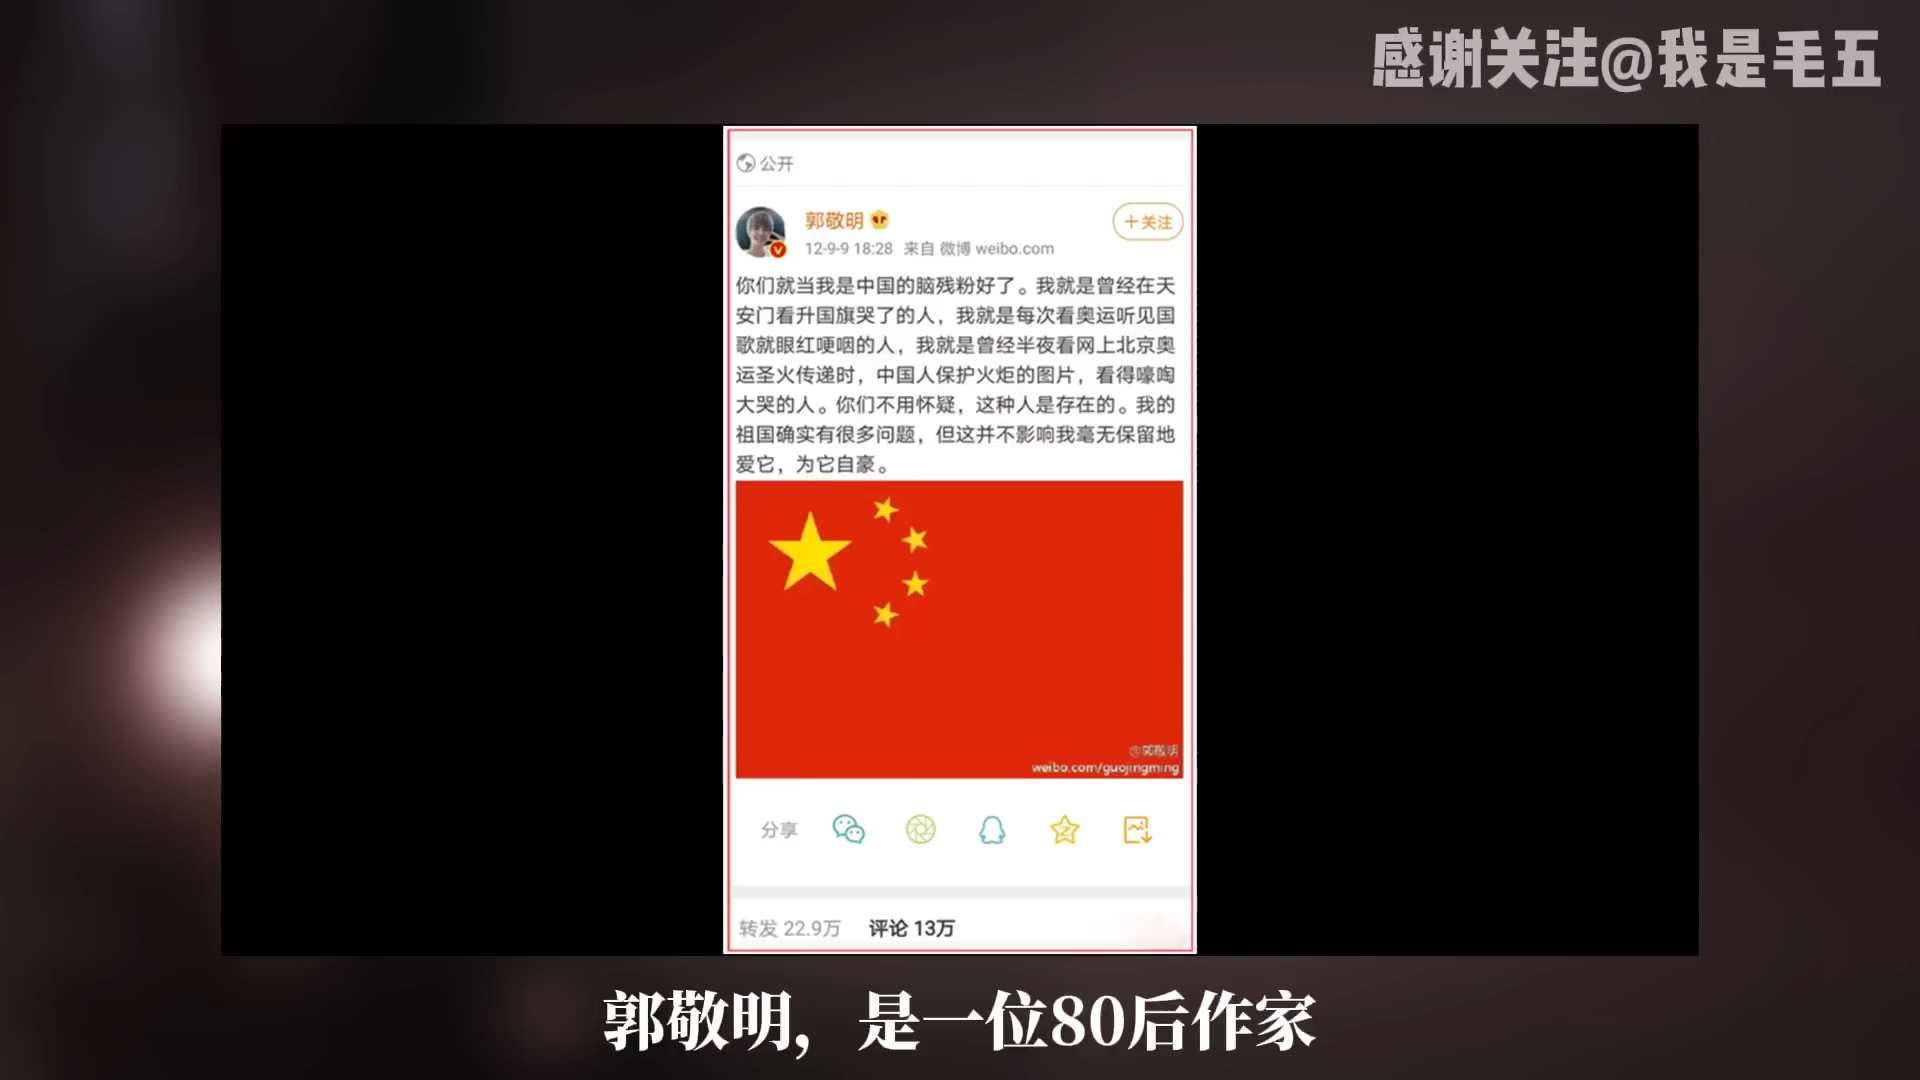 感谢关注@我是毛五
公开
郭敬明
+关注
12-9-9 18:28 来自 微博 weibo.com
你们就当我是中国的脑残粉好了。我就是曾经在天
安门看升国旗哭了的人，我就是每次看奥运听见国
歌就眼红哽咽的人，我就是曾经半夜看网上北京奥
运圣火传递时，中国人保护火炬的图片，看得嚎啕
大哭的人。你们不用怀疑，这种人是存在的。我的
祖国确实有很多问题，但这并不影响我毫无保留地
爱它，为它自豪。
@郭敬明
weibo.com/guojingming
分享
转发 22.9万 评论 13万
郭敬明，是一位80后作家